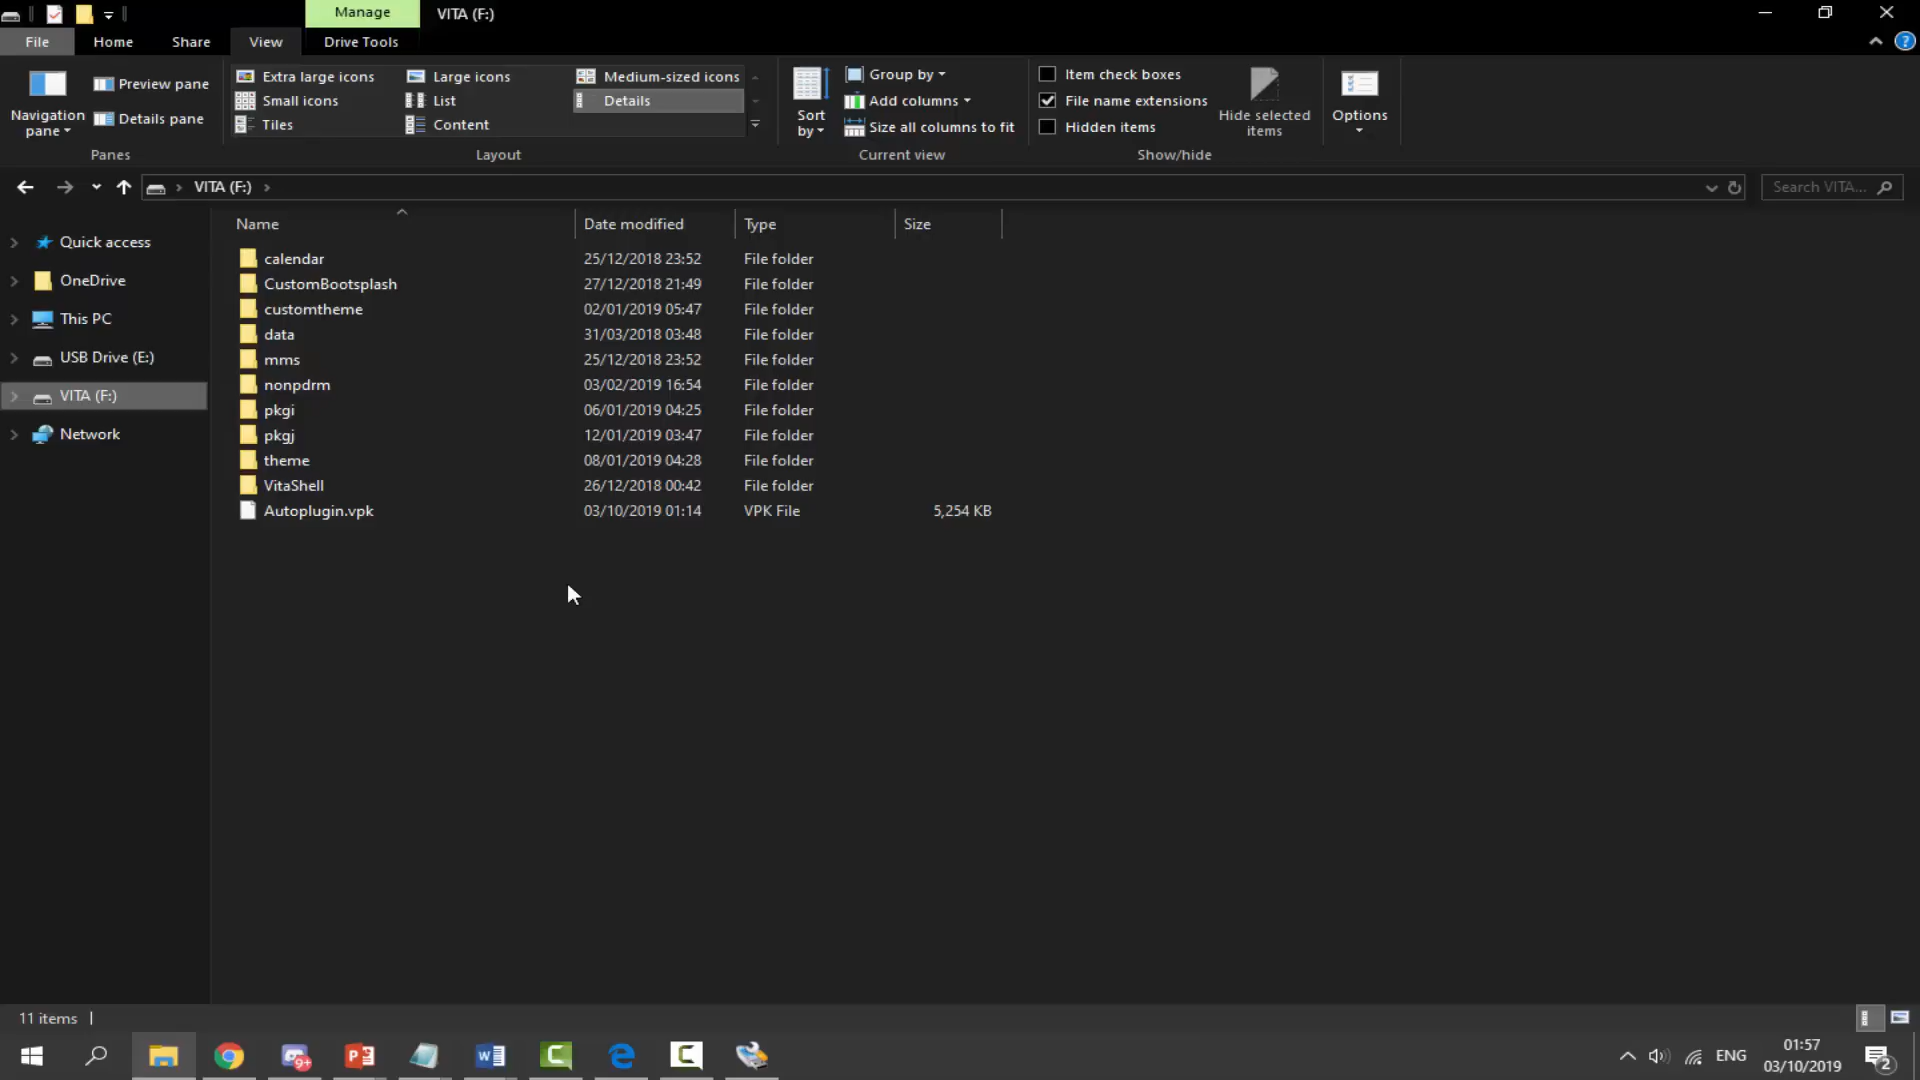 Manage
VITA (F:)
File
Home
Share
View
Drive Tools
Navigation pane
Preview pane
Details pane
Panes
Extra large icons
Large icons
Medium-sized icons
Small icons
List
Details
Tiles
Content
Layout
Sort by
Group by
Add columns
Size all columns to fit
Current view
Item check boxes
File name extensions
Hidden items
Hide selected items
Show/hide
Options
VITA (F:)
Search VITA...
Quick access
OneDrive
This PC
USB Drive (E:)
VITA (F:)
Network
Name Date modified Type Size
calendar 25/12/2018 23:52 File folder
CustomBootsplash 27/12/2018 21:49 File folder
customtheme 02/01/2019 05:47 File folder
data 31/03/2018 03:48 File folder
mms 25/12/2018 23:52 File folder
nonpdrm 03/02/2019 16:54 File folder
pkgi 06/01/2019 04:25 File folder
pkgj 12/01/2019 03:47 File folder
theme 08/01/2019 04:28 File folder
VitaShell 26/12/2018 00:42 File folder
Autoplugin.vpk 03/10/2019 01:14 VPK File 5,254 KB
11 items
9+
ENG
01:57
03/10/2019
2